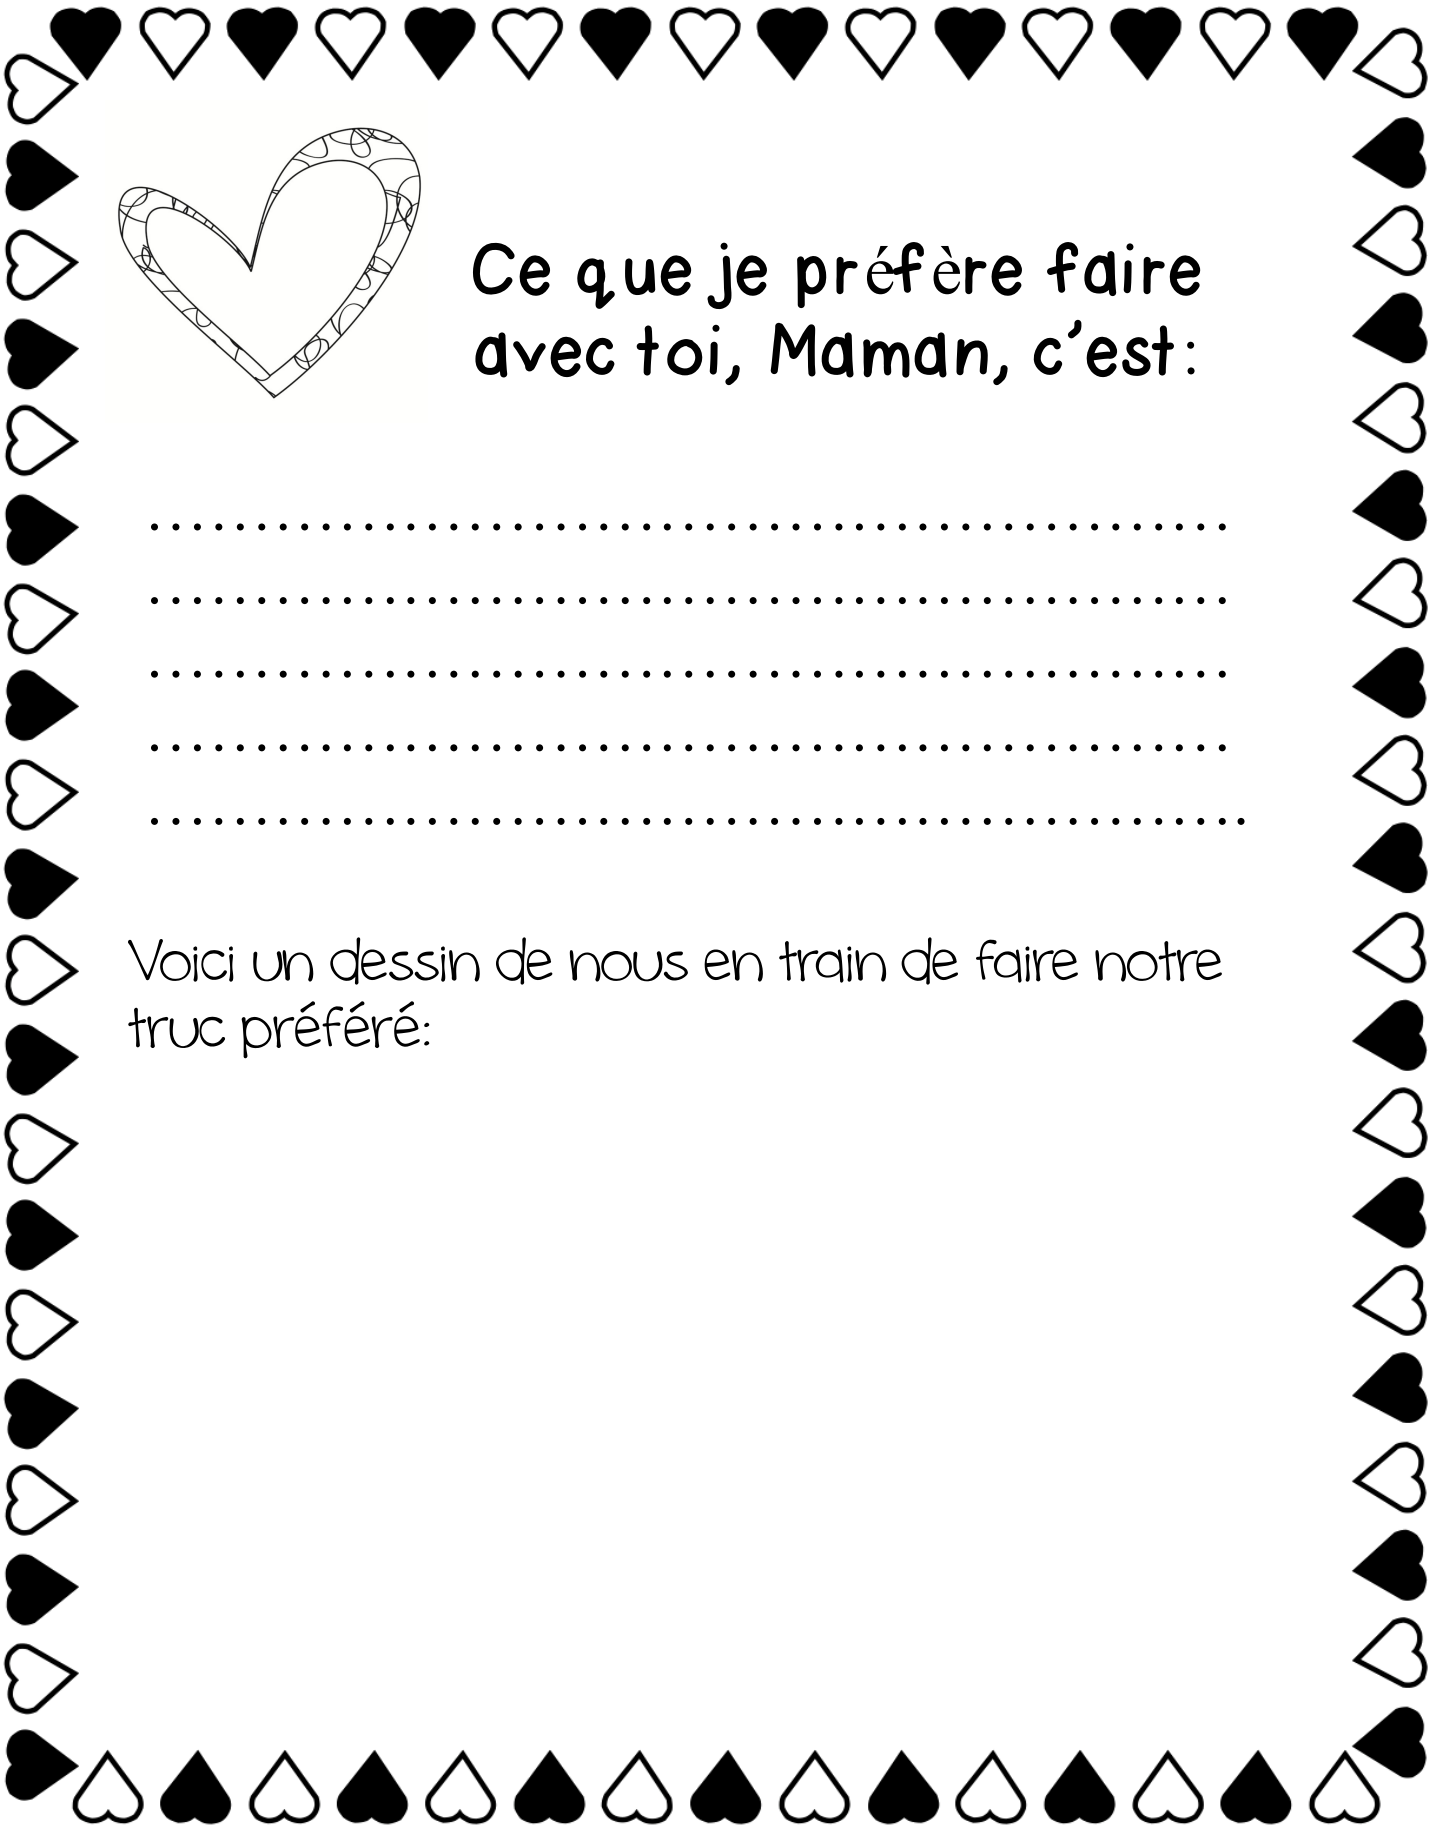 Ce que je préfère faire
avec toi, Maman, c’est:
..................................................
..................................................
..................................................
..................................................
...................................................
Voici un dessin de nous en train de faire notre
truc préféré: